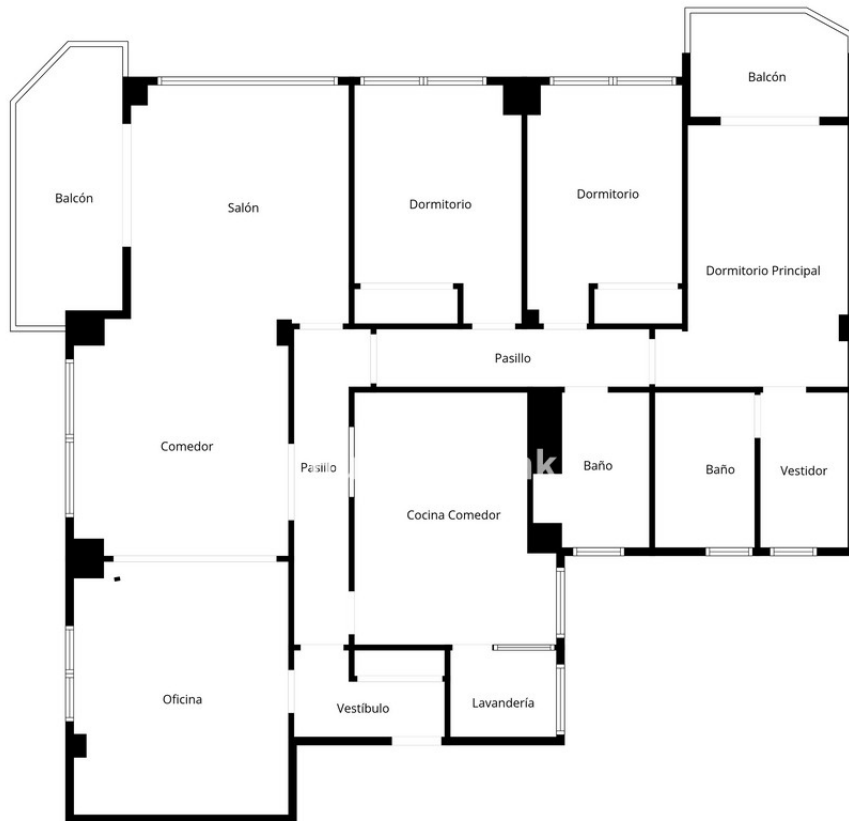 Balcón
Balcón
Salón
Dormitorio
Dormitorio
Dormitorio Principal
Pasillo
Comedor
Pasillo
Cocina Comedor
Baño
Baño
Vestidor
Oficina
Vestíbulo
Lavandería